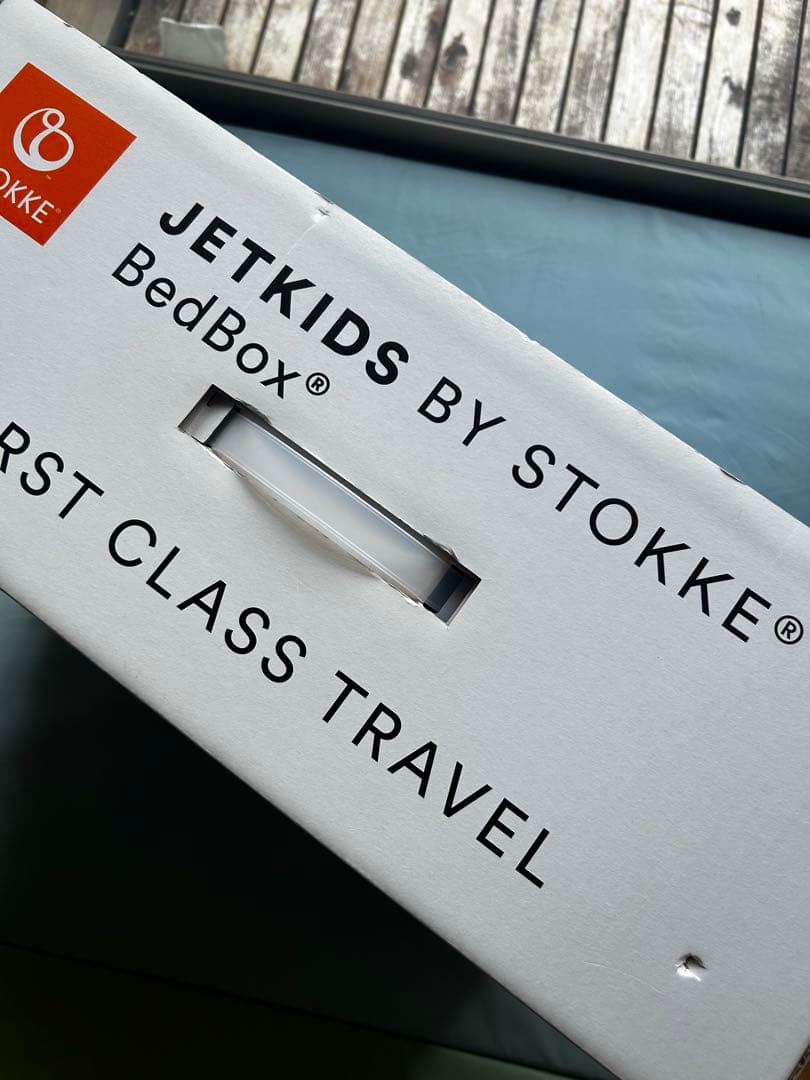 OKKE
JETKIDS BY STOKKE®
BedBox®
RST CLASS TRAVEL